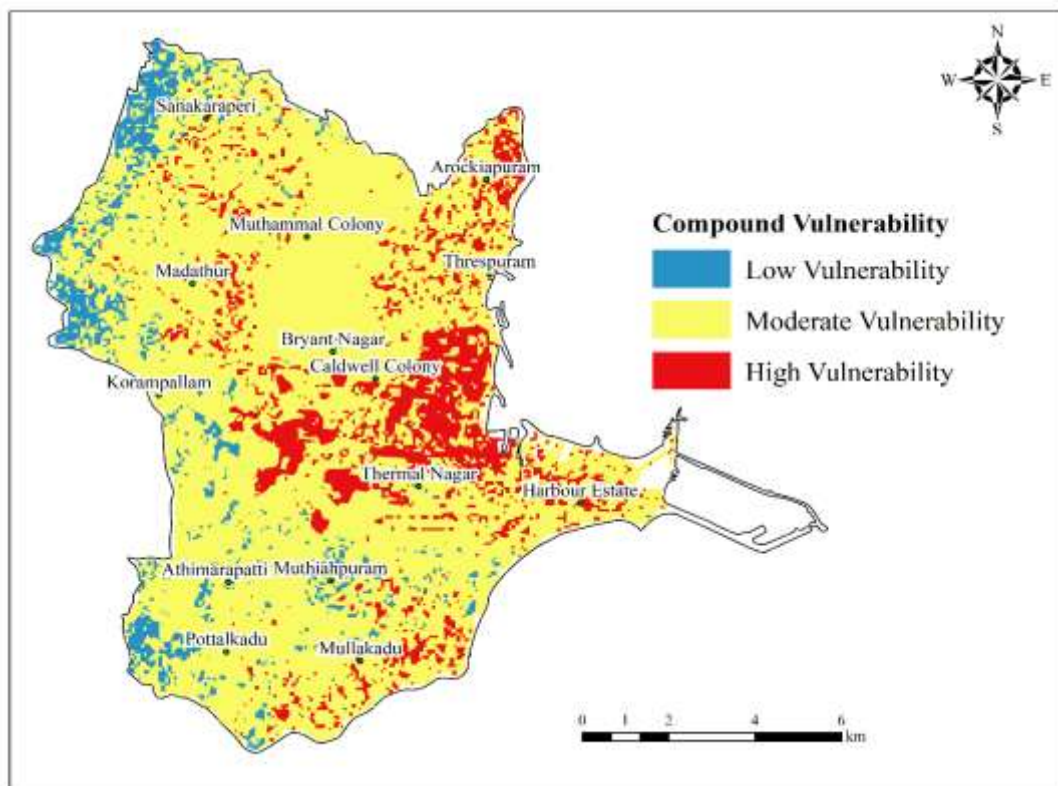 N
W E
S
Sanakaraperi
Arockiapuram
Muthammal Colony
Compound Vulnerability
Threspuram
Low Vulnerability
Madathur
Moderate Vulnerability
Bryant Nagar
Caldwell Colony
High Vulnerability
Korampallam
Thermal Nagar
Harbour Estate
Athimarapatti Muthiahpuram
Pottalkadu
Mullakadu
0 1 2 4 6
km